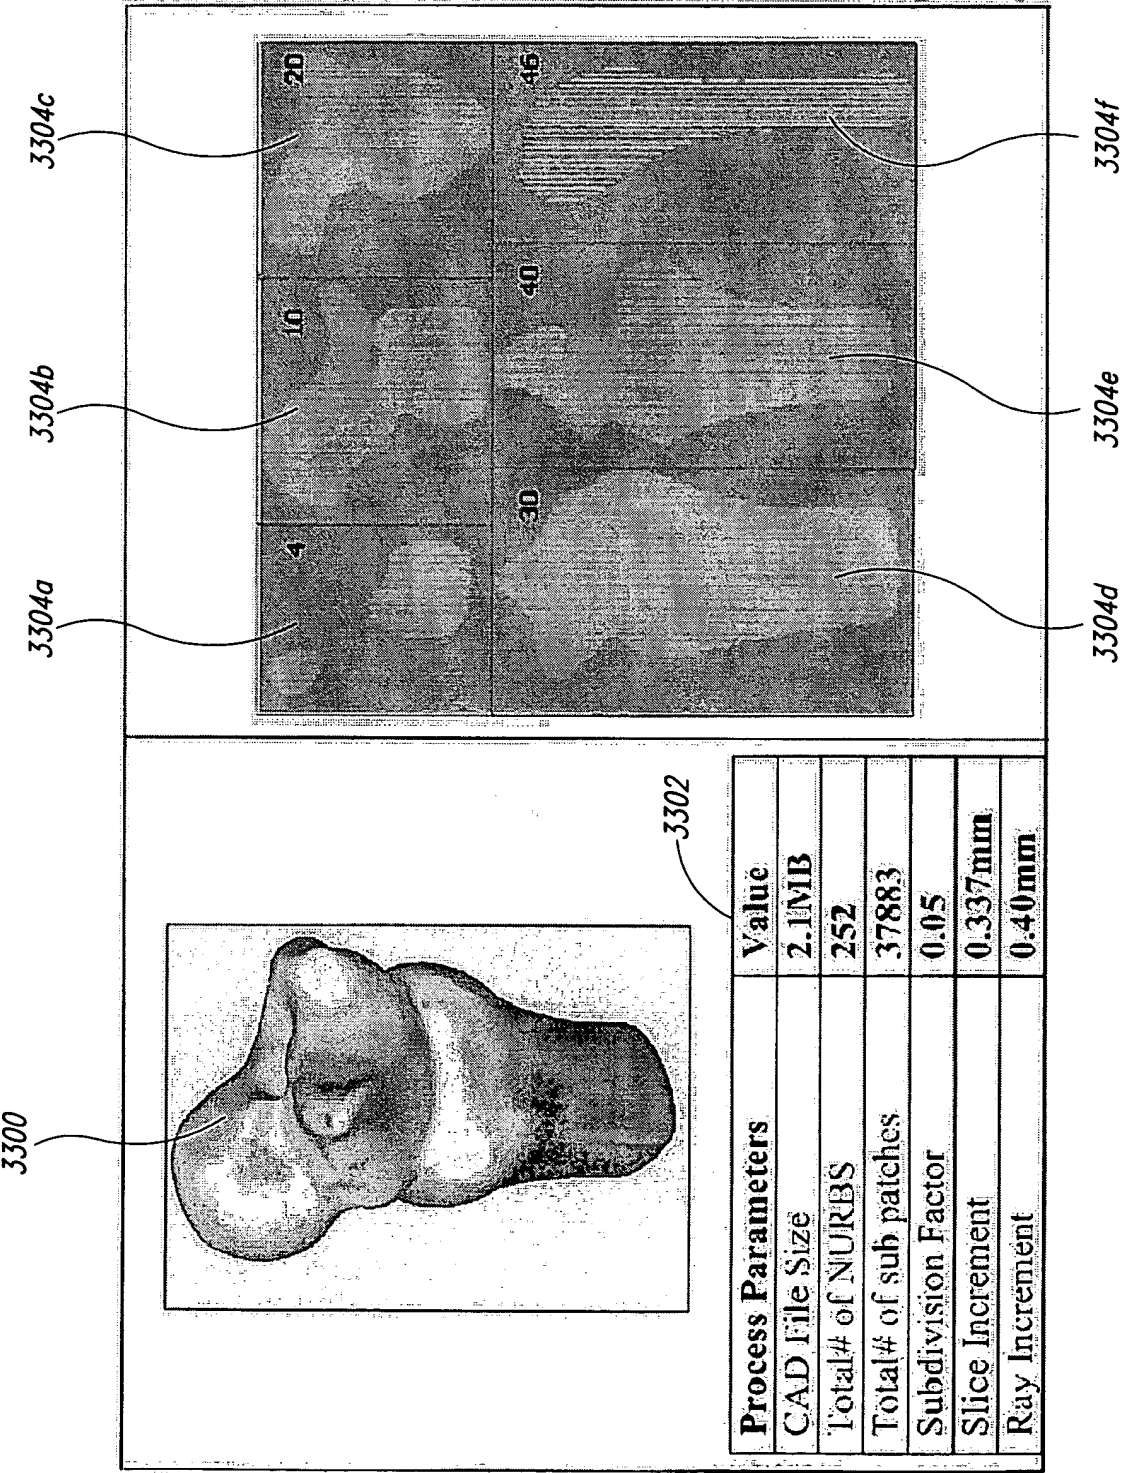 3300
3302
Process Parameters Value
CAD File Size 2.1MB
Total# of NURBS 252
Total# of sub patches 37883
Subdivision Factor 0.05
Slice Increment 0.337mm
Ray Increment 0.40mm
3304a
3304b
3304c
4
10
20
30
40
46
3304d
3304e
3304f